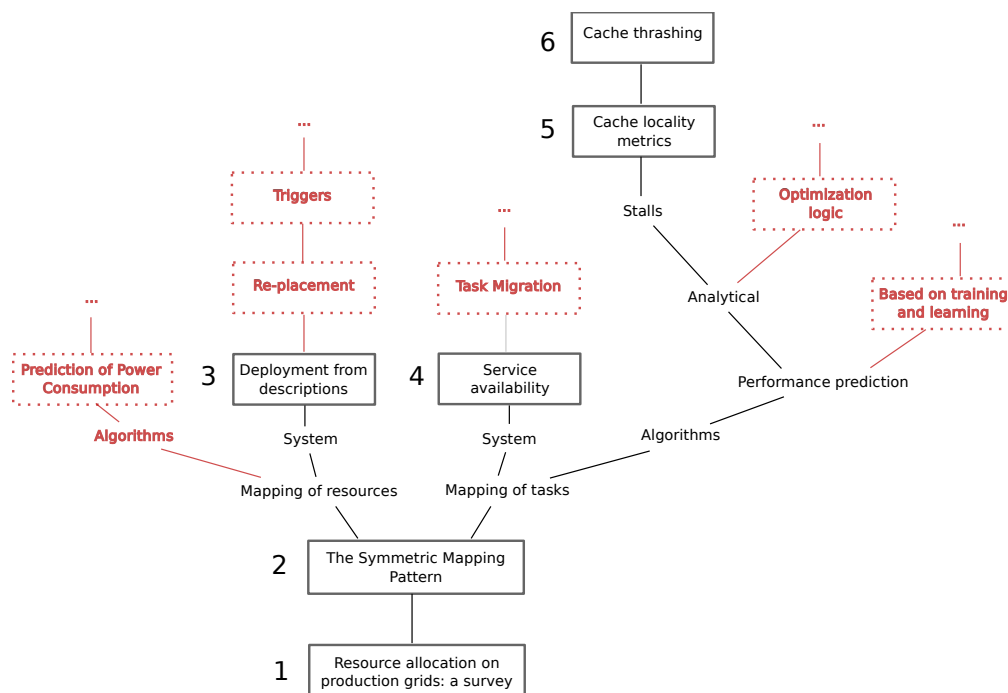 6
Cache thrashing
5
Cache locality
metrics
...
...
Triggers
Optimization
logic
Stalls
...
...
Re-placement
Task Migration
Analytical
Based on training
and learning
...
Prediction of Power
Consumption
3
Deployment from
descriptions
4
Service
availability
Performance prediction
Algorithms
System
System
Algorithms
Mapping of resources
Mapping of tasks
2
The Symmetric Mapping
Pattern
1
Resource allocation on
production grids: a survey